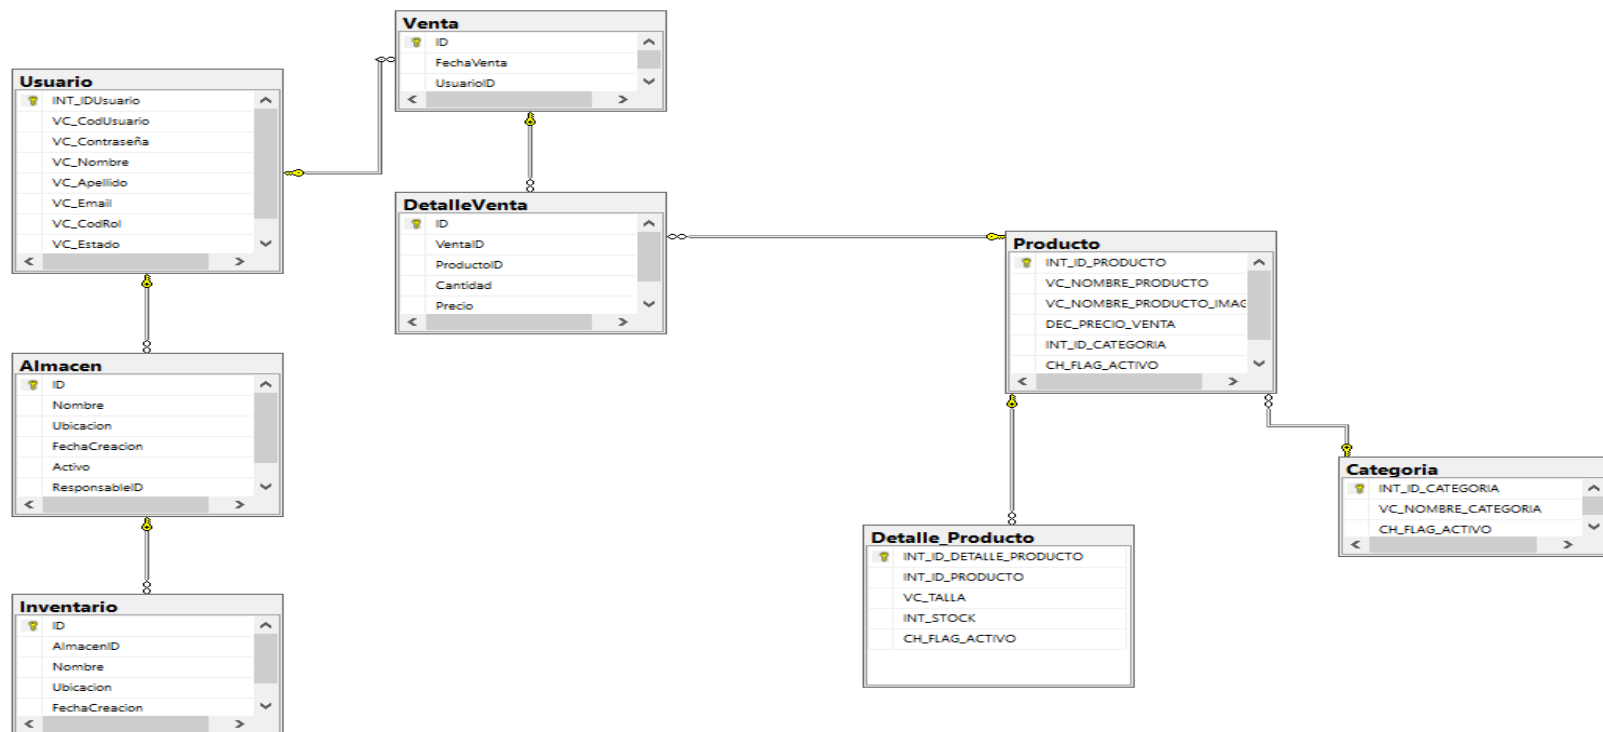 Venta
ID
FechaVenta
UsuarioID
Usuario
INT_IDUsuario
VC_CodUsuario
VC_Contraseña
VC_Nombre
VC_Apellido
VC_Email
VC_CodRol
VC_Estado
DetalleVenta
ID
VentaID
ProductoID
Cantidad
Precio
Producto
INT_ID_PRODUCTO
VC_NOMBRE_PRODUCTO
VC_NOMBRE_PRODUCTO_IMAG
DEC_PRECIO_VENTA
INT_ID_CATEGORIA
CH_FLAG_ACTIVO
Almacen
ID
Nombre
Ubicacion
FechaCreacion
Activo
ResponsableID
Categoria
INT_ID_CATEGORIA
VC_NOMBRE_CATEGORIA
CH_FLAG_ACTIVO
Detalle_Producto
INT_ID_DETALLE_PRODUCTO
INT_ID_PRODUCTO
VC_TALLA
INT_STOCK
CH_FLAG_ACTIVO
Inventario
ID
AlmacenID
Nombre
Ubicacion
FechaCreacion